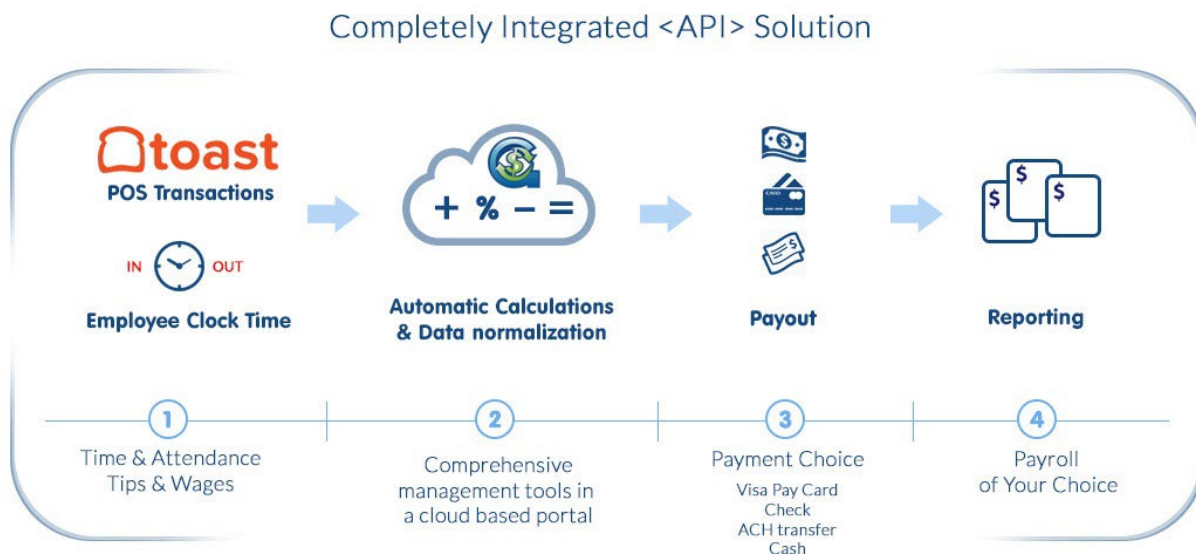 Completely Integrated <API> Solution
toast
POS Transactions
IN
OUT
Employee Clock Time
$
+ % - =
Automatic Calculations
& Data normalization
$
CARD
$
Payout
$
$
$
Reporting
1
Time & Attendance
Tips & Wages
2
Comprehensive
management tools in
a cloud based portal
3
Payment Choice
Visa Pay Card
Check
ACH transfer
Cash
4
Payroll
of Your Choice